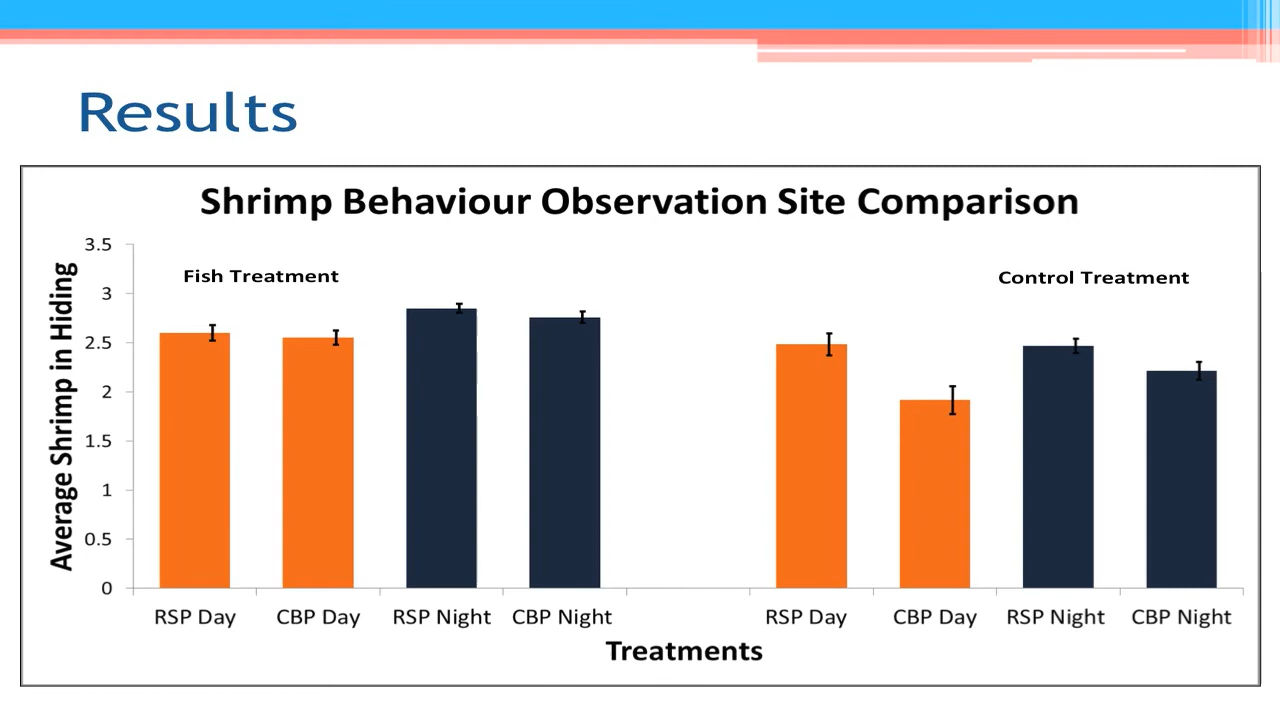 Results
Shrimp Behaviour Observation Site Comparison
Fish Treatment
Control Treatment
Average Shrimp in Hiding
3.5
3
2.5
2
1.5
1
0.5
0
RSP Day CBP Day RSP Night CBP Night RSP Day CBP Day RSP Night CBP Night
Treatments